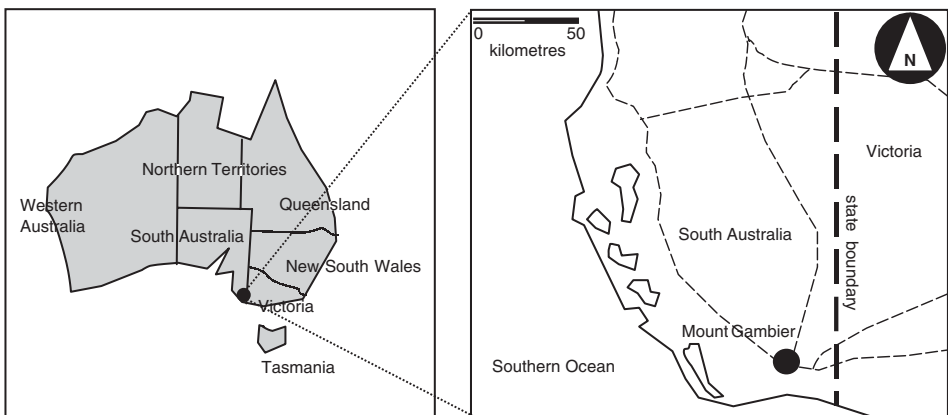 Northern Territories
Western
Australia
Queensland
South Australia
New South Wales
Victoria
Tasmania
0 50
kilometres
N
Victoria
state boundary
South Australia
Mount Gambier
Southern Ocean